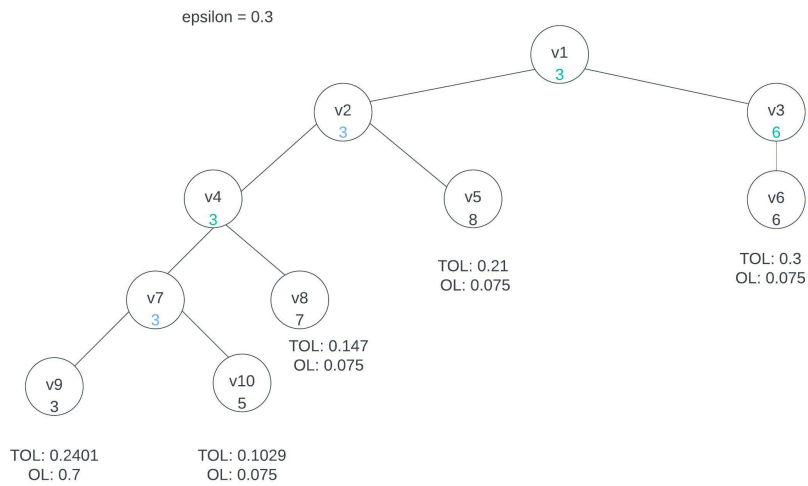 epsilon = 0.3
v1
3
v2
3
v3
6
v4
3
v5
8
v6
6
TOL: 0.21
OL: 0.075
TOL: 0.3
OL: 0.075
v7
3
v8
7
TOL: 0.147
OL: 0.075
v9
3
v10
5
TOL: 0.2401
OL: 0.7
TOL: 0.1029
OL: 0.075